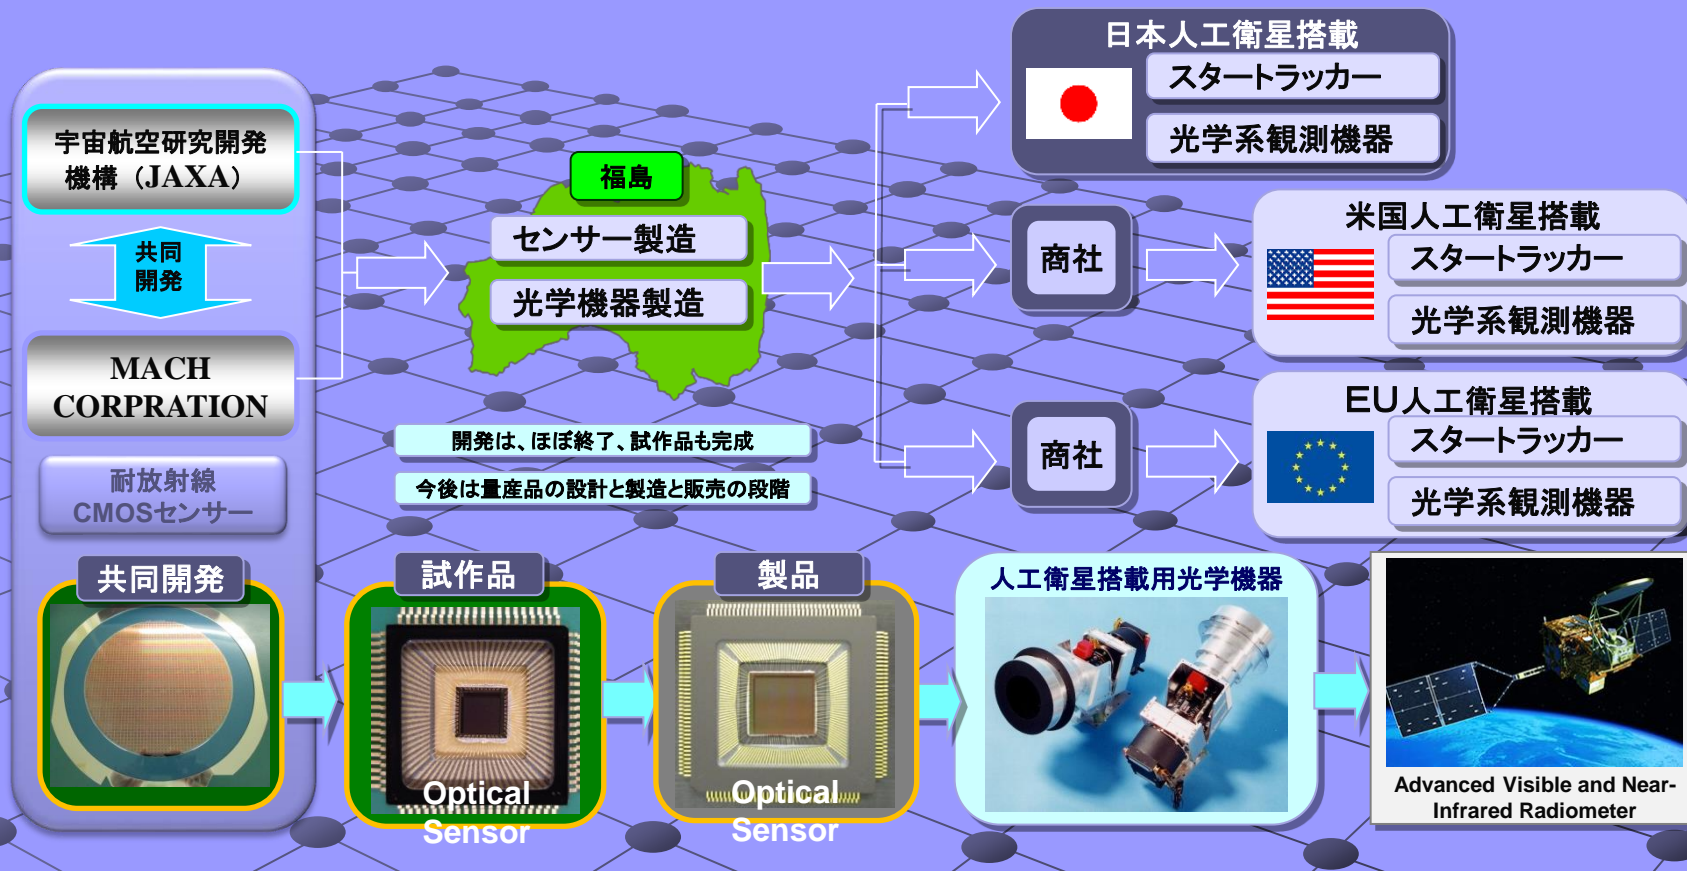 宇宙航空研究開発
機構（JAXA）
共同
開発
MACH
CORPRATION
耐放射線
CMOSセンサー
福島
センサー製造
光学機器製造
開発は、ほぼ終了、試作品も完成
今後は量産品の設計と製造と販売の段階
日本人工衛星搭載
スタートラッカー
光学系観測機器
商社
米国人工衛星搭載
スタートラッカー
光学系観測機器
商社
EU人工衛星搭載
スタートラッカー
光学系観測機器
共同開発
試作品
Optical
Sensor
製品
Optical
Sensor
人工衛星搭載用光学機器
Advanced Visible and Near-
Infrared Radiometer